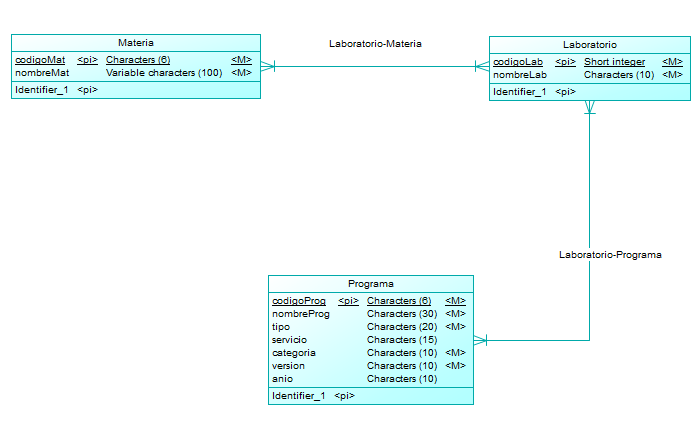 Materia
codigoMat <pi> Characters (6) <M>
nombreMat Variable characters (100) <M>
Identifier_1 <pi>
Laboratorio-Materia
Laboratorio
codigoLab <pi> Short integer <M>
nombreLab Characters (10) <M>
Identifier_1 <pi>
Laboratorio-Programa
Programa
codigoProg <pi> Characters (6) <M>
nombreProg Characters (30) <M>
tipo Characters (20) <M>
servicio Characters (15)
categoria Characters (10) <M>
version Characters (10) <M>
anio Characters (10)
Identifier_1 <pi>